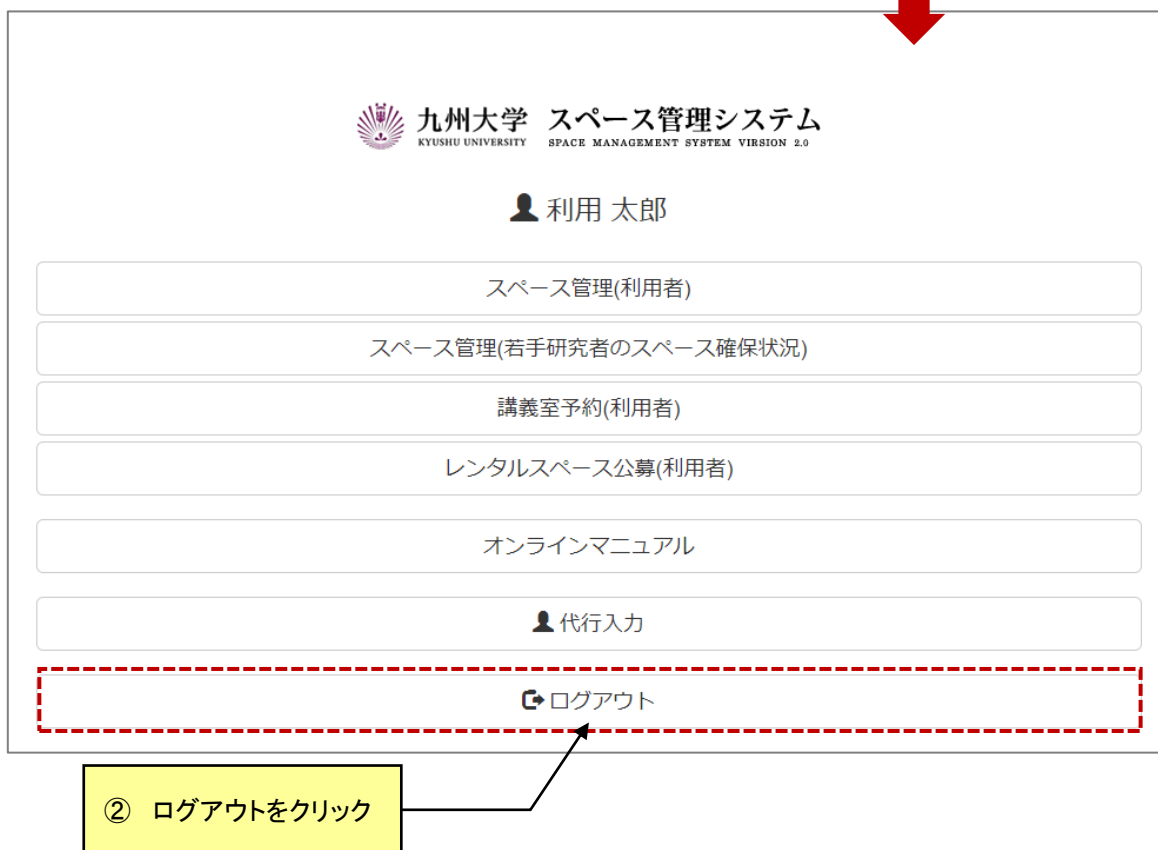 九州大学 スペース管理システム
KYUSHU UNIVERSITY SPACE MANAGEMENT SYSTEM VIRSION 2.0
利用 太郎
スペース管理(利用者)
スペース管理(若手研究者のスペース確保状況)
講義室予約(利用者)
レンタルスペース公募(利用者)
オンラインマニュアル
代行入力
ログアウト
② ログアウトをクリック